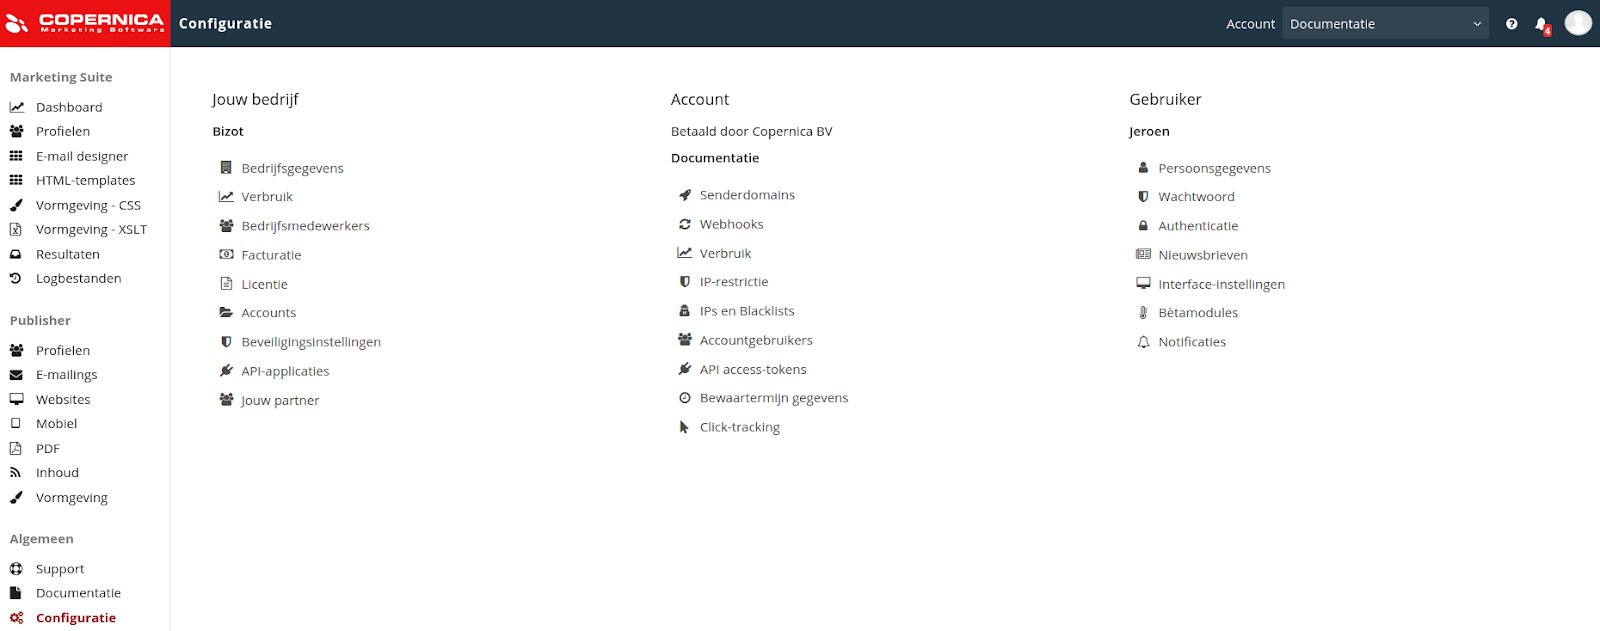 COPERNICA
Marketing Software
Configuratie
Account
Documentatie
4
Marketing Suite
Dashboard
Profielen
E-mail designer
HTML-templates
Vormgeving - CSS
Vormgeving - XSLT
Resultaten
Logbestanden
Publisher
Profielen
E-mailings
Websites
Mobiel
PDF
Inhoud
Vormgeving
Algemeen
Support
Documentatie
Configuratie
Jouw bedrijf
Bizot
Bedrijfsgegevens
Verbruik
Bedrijfsmedewerkers
Facturatie
Licentie
Accounts
Beveiligingsinstellingen
API-applicaties
Jouw partner
Account
Betaald door Copernica BV
Documentatie
Senderdomains
Webhooks
Verbruik
IP-restrictie
IPs en Blacklists
Accountgebruikers
API access-tokens
Bewaartermijn gegevens
Click-tracking
Gebruiker
Jeroen
Persoonsgegevens
Wachtwoord
Authenticatie
Nieuwsbrieven
Interface-instellingen
Bètamodules
Notificaties